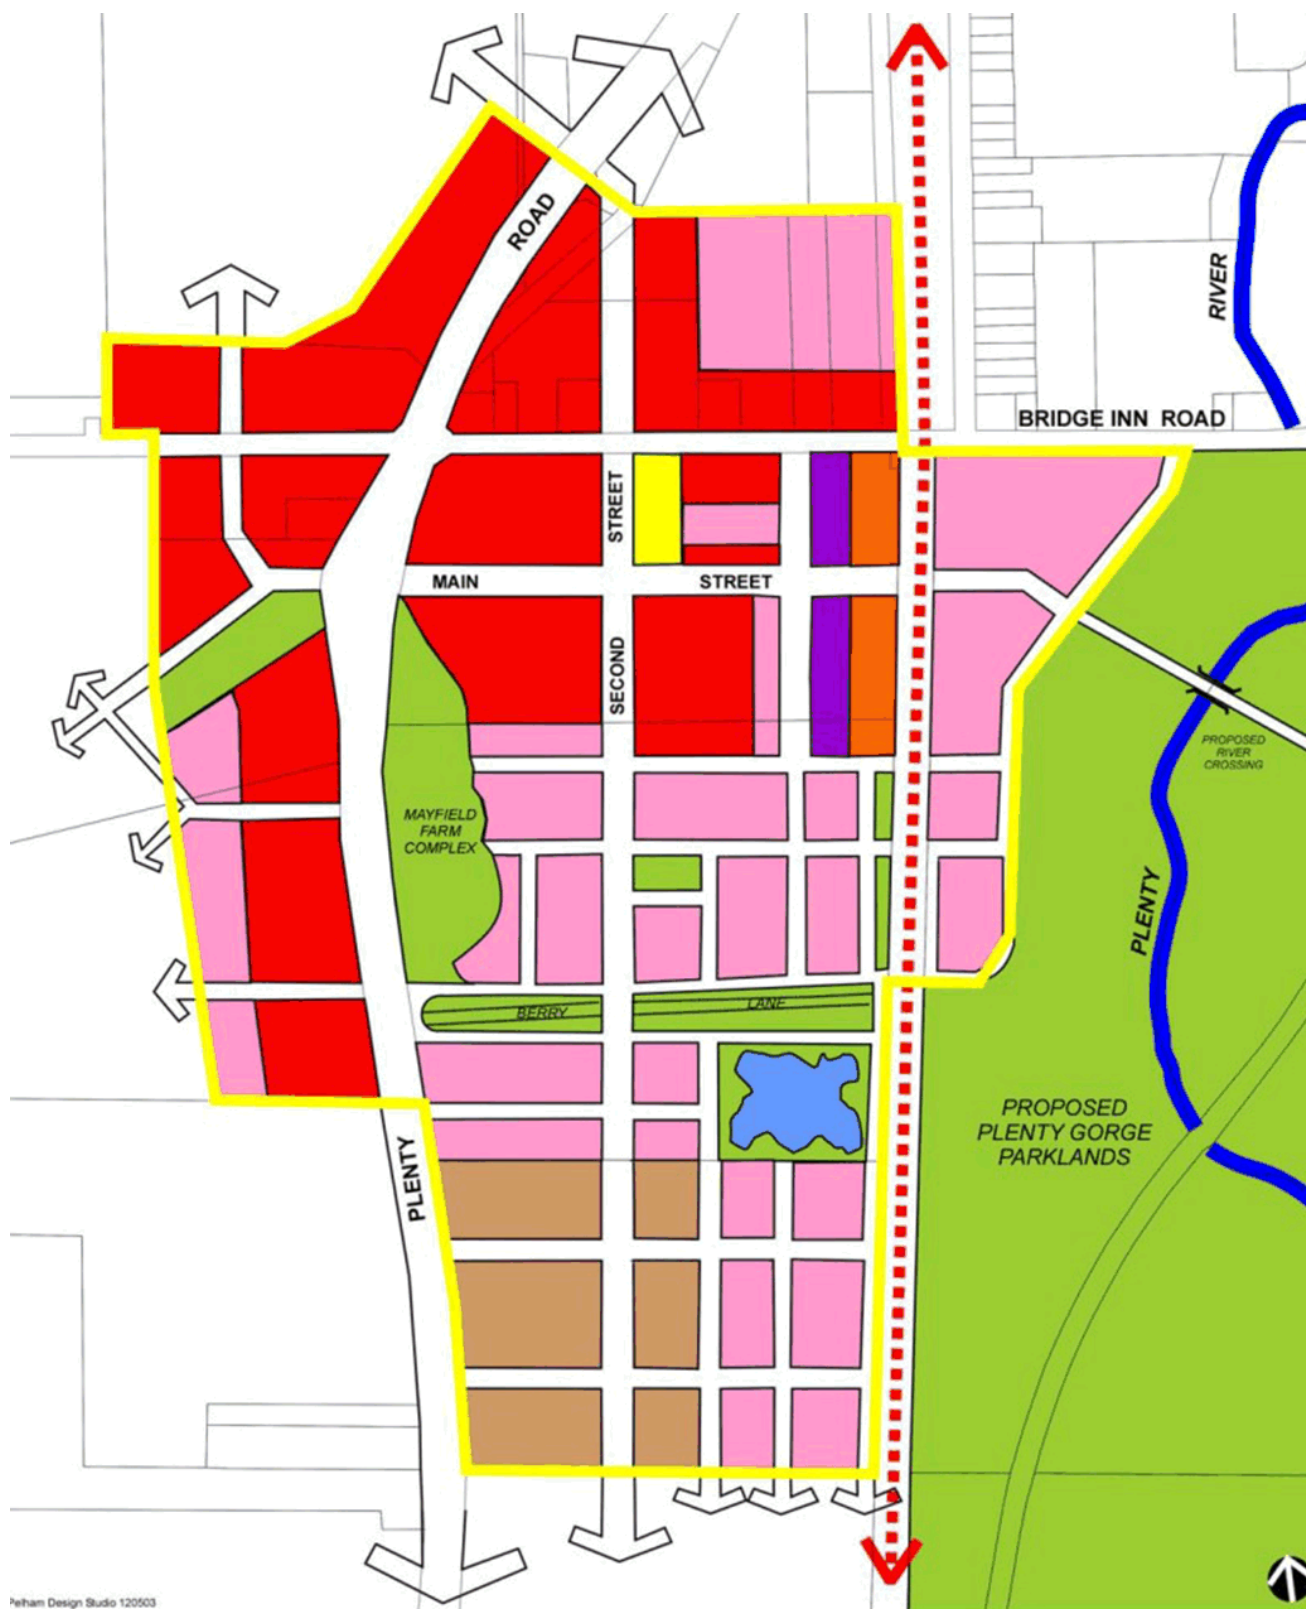 ROAD
RIVER
BRIDGE INN ROAD
STREET
MAIN
STREET
SECOND
PROPOSED
RIVER
CROSSING
MAYFIELD
FARM
COMPLEX
PLENTY
BERRY
LANE
PROPOSED
PLENTY GORGE
PARKLANDS
PLENTY
Pelham Design Studio 120503